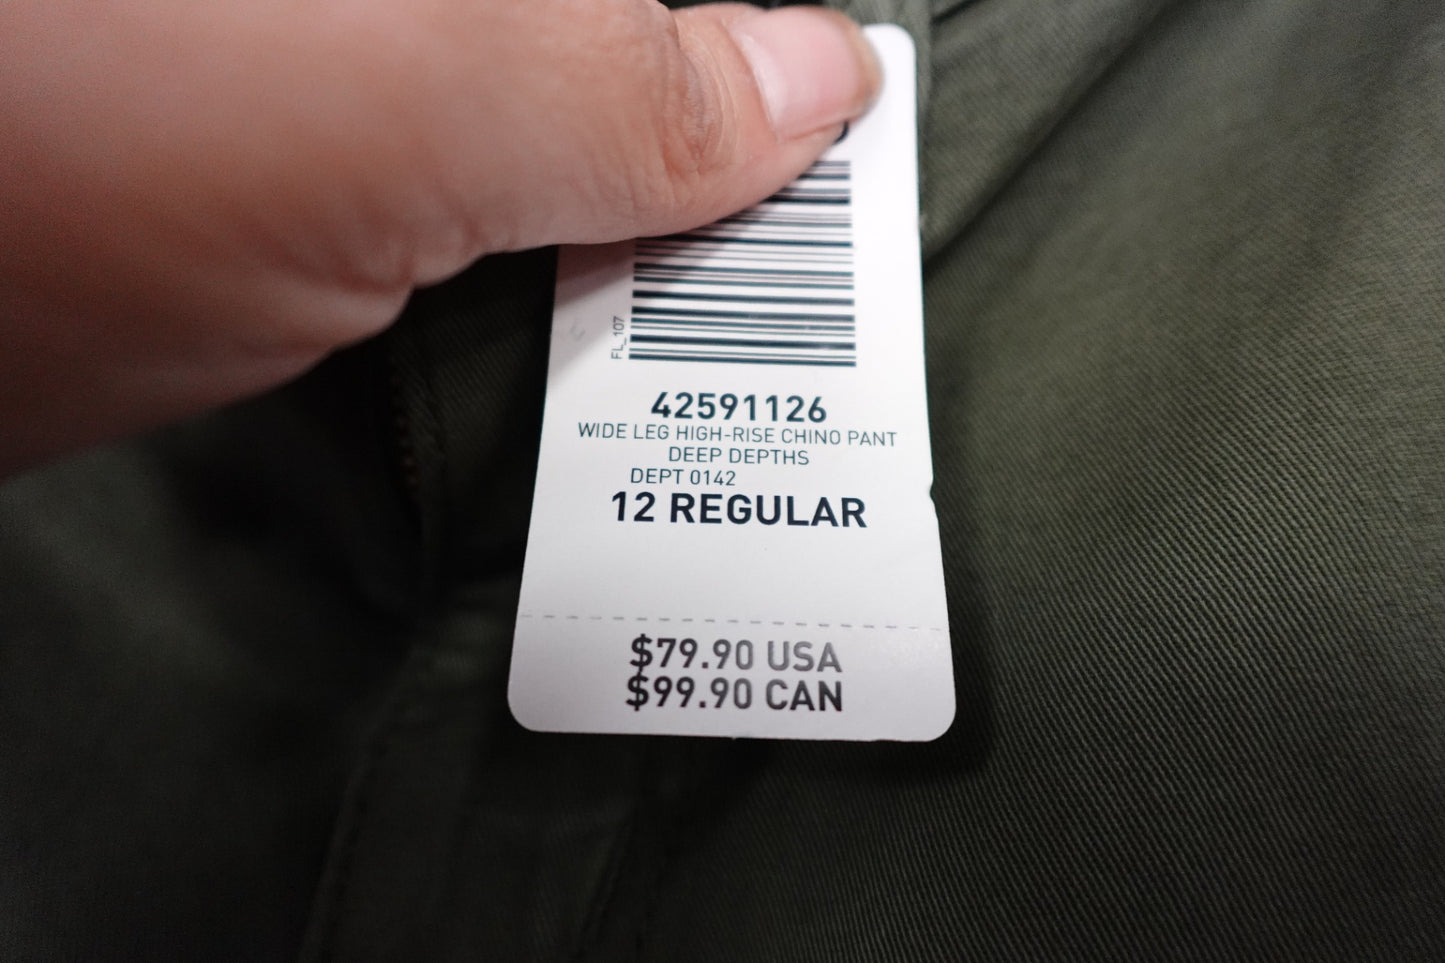 FL_107
42591126
WIDE LEG HIGH-RISE CHINO PANT
DEEP DEPTHS
DEPT 0142
12 REGULAR
$79.90 USA
$99.90 CAN